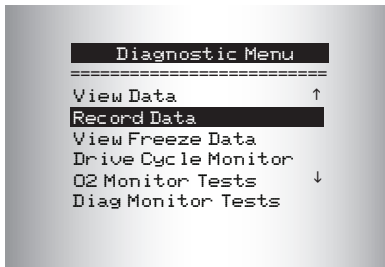 Diagnostic Menu
===========================
View Data ↑
Record Data
View Freeze Data
Drive Cycle Monitor
O2 Monitor Tests ↓
Diag Monitor Tests